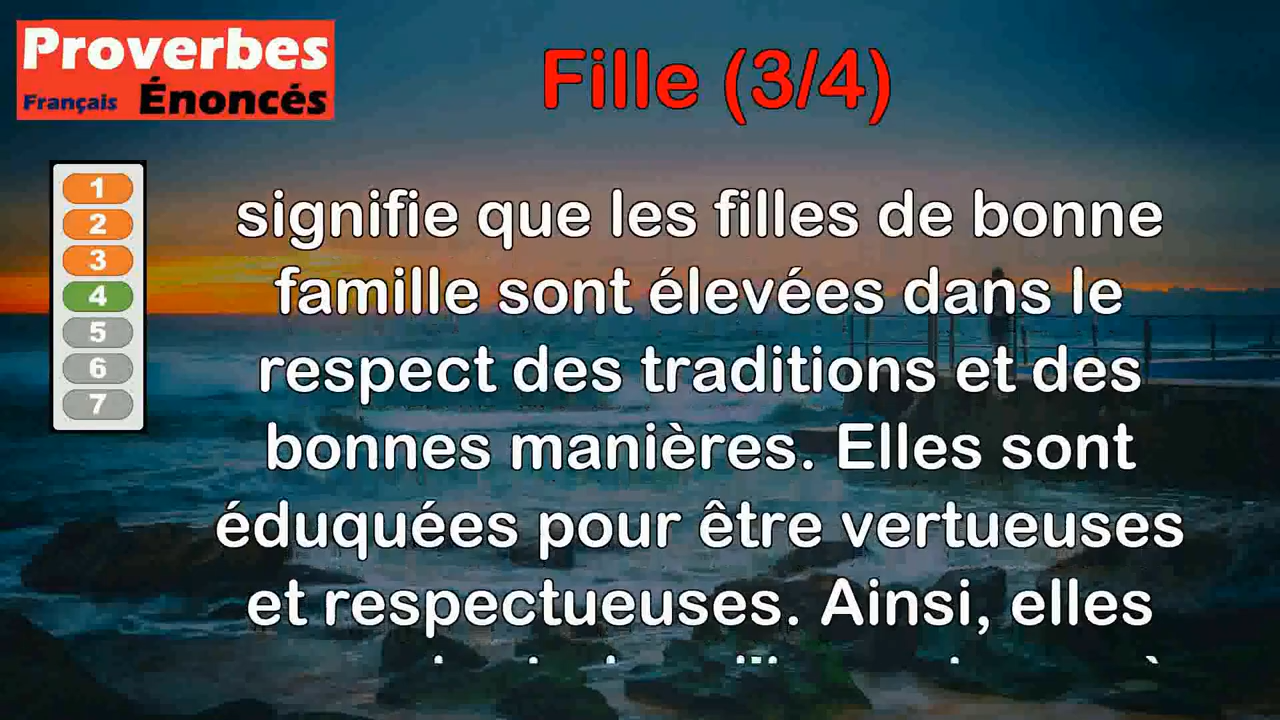 Proverbes
Français Énoncés
Fille (3/4)
1
2
3
4
5
6
7
signifie que les filles de bonne
famille sont élevées dans le
respect des traditions et des
bonnes manières. Elles sont
éduquées pour être vertueuses
et respectueuses. Ainsi, elles